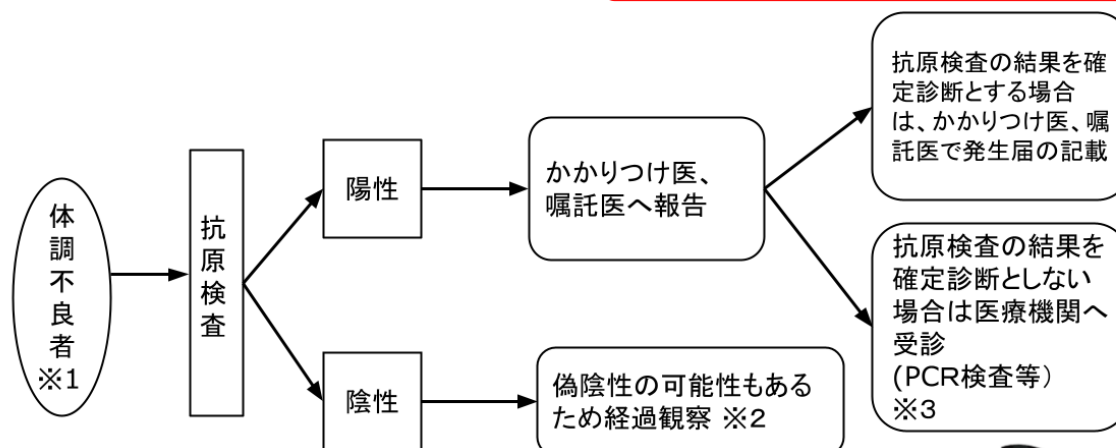 体調不良者
※1
抗原検査
陽性
かかりつけ医、
嘱託医へ報告
抗原検査の結果を確
定診断とする場合
は、かかりつけ医、嘱
託医で発生届の記載
抗原検査の結果を
確定診断としない
場合は医療機関へ
受診
(PCR検査等)
※3
陰性
偽陰性の可能性もある
ため経過観察 ※2